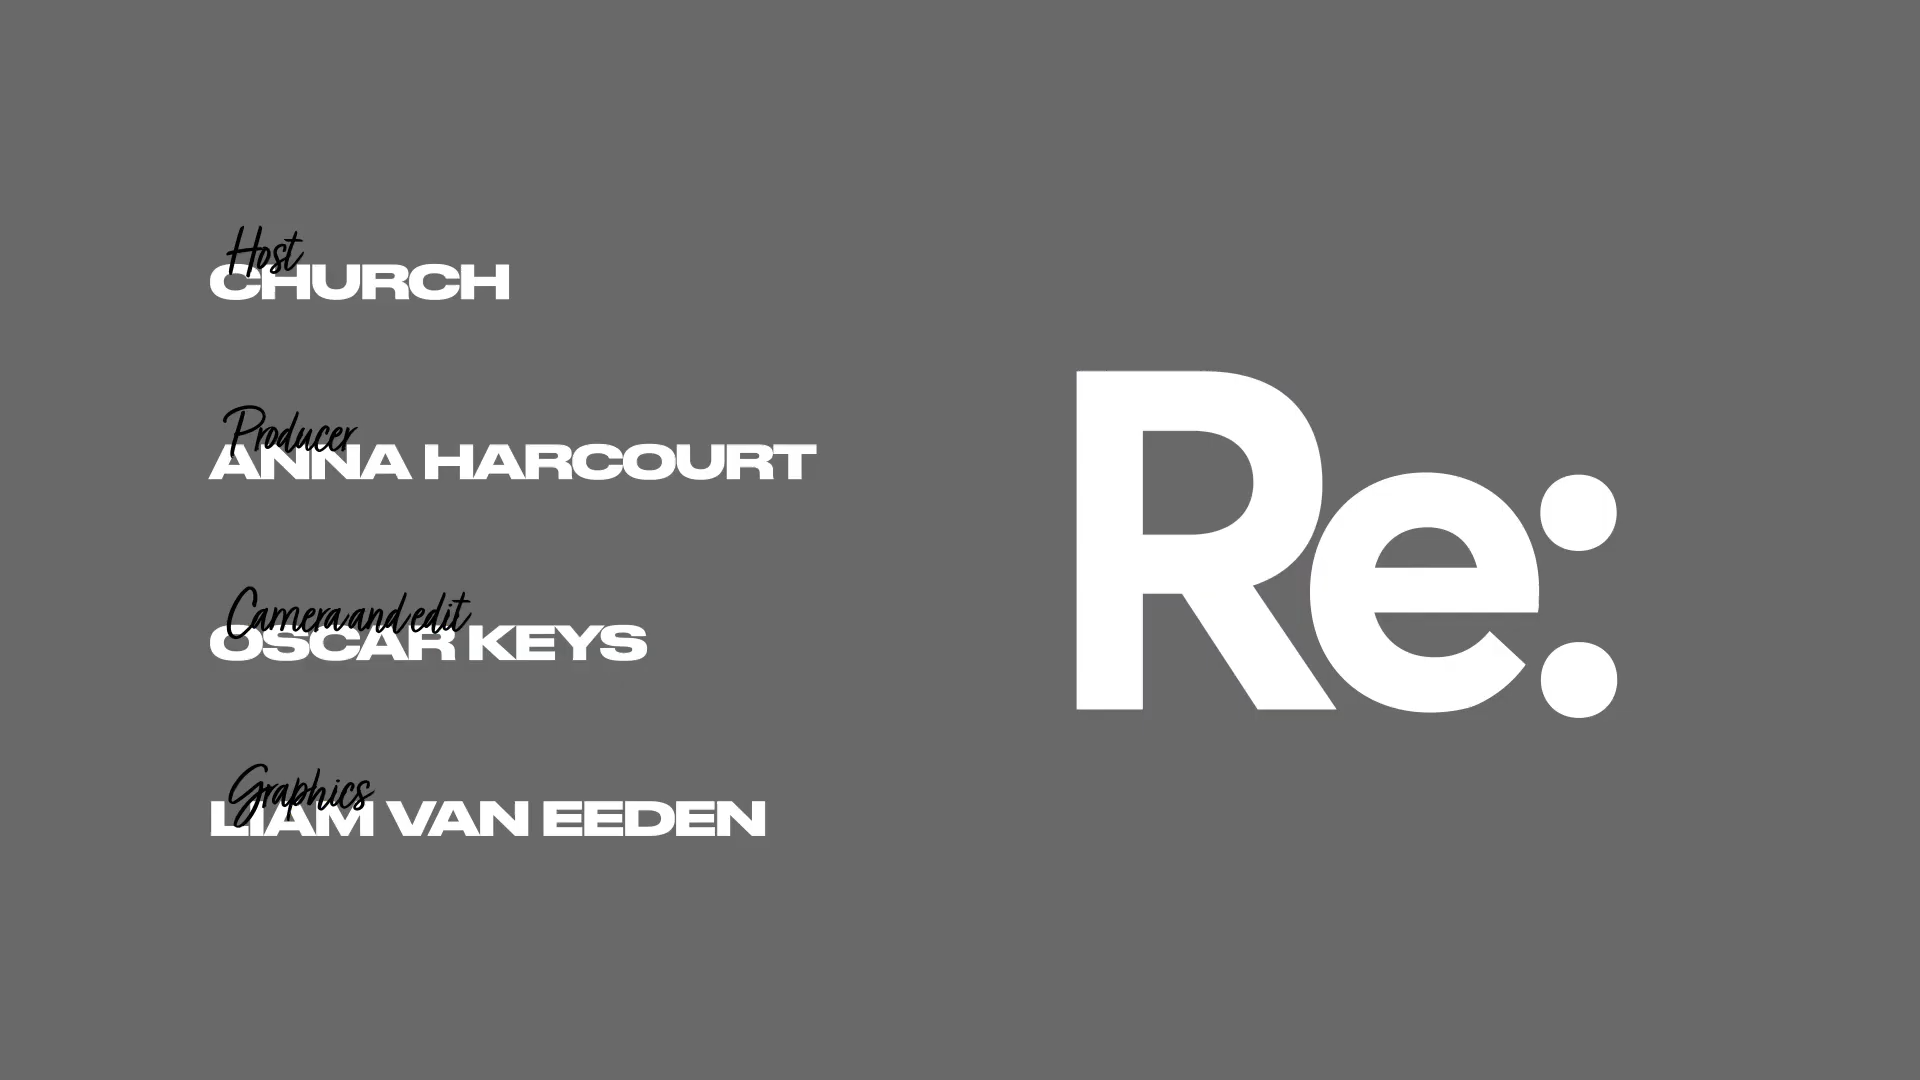 Host
CHURCH
Producer
ANNA HARCOURT
Camera and edit
OSCAR KEYS
Graphics
LIAM VAN EEDEN
Re: